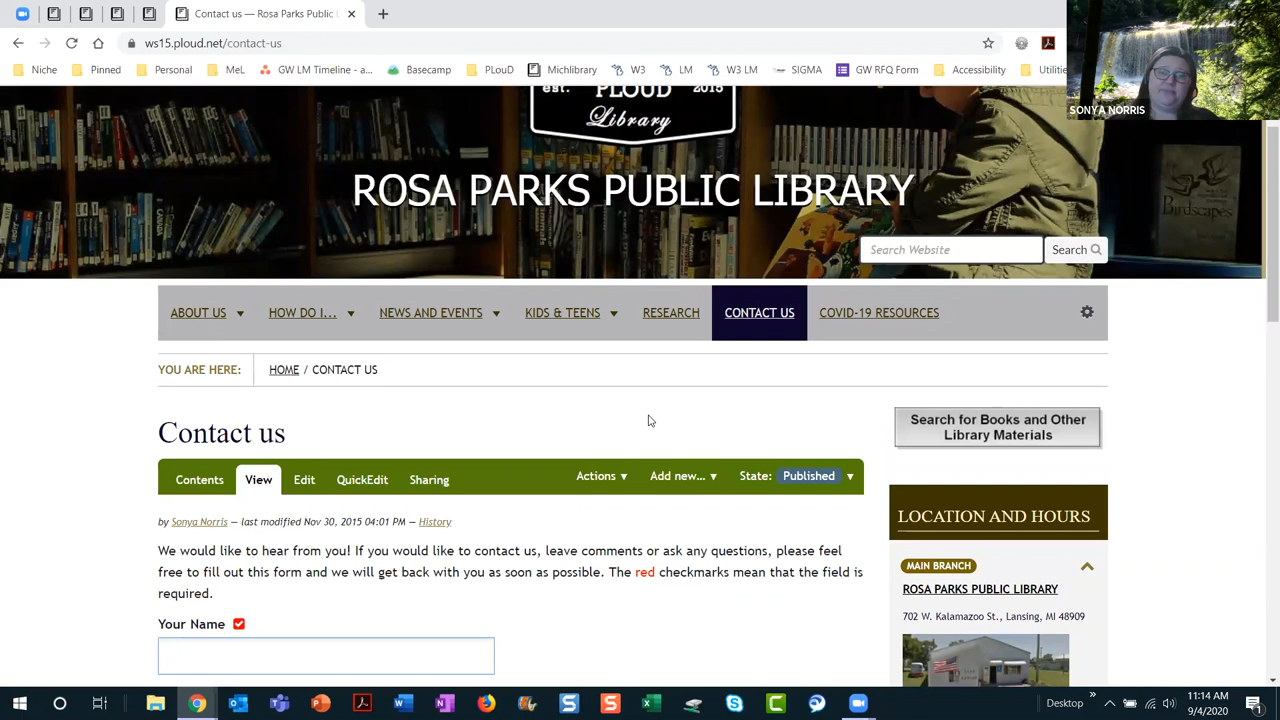 Contact us — Rosa Parks Public L
ws15.ploud.net/contact-us
Niche Pinned Personal MeL GW LM Timeline - a... Basecamp PLouD Michlibrary W3 LM W3 LM SIGMA GW RFQ Form Accessibility Utilitie
SONYA NORRIS
est. PLOUD 2015
Library
ROSA PARKS PUBLIC LIBRARY
Birdscapes
Search Website Search
ABOUT US HOW DO I... NEWS AND EVENTS KIDS & TEENS RESEARCH CONTACT US COVID-19 RESOURCES
YOU ARE HERE: HOME / CONTACT US
Contact us
Contents View Edit QuickEdit Sharing Actions Add new... State: Published
by Sonya Norris — last modified Nov 30, 2015 04:01 PM — History
We would like to hear from you! If you would like to contact us, leave comments or ask any questions, please feel
free to fill out this form and we will get back with you as soon as possible. The red checkmarks mean that the field is
required.
Your Name
Search for Books and Other
Library Materials
LOCATION AND HOURS
MAIN BRANCH
ROSA PARKS PUBLIC LIBRARY
702 W. Kalamazoo St., Lansing, MI 48909
Desktop
11:14 AM
9/4/2020
1